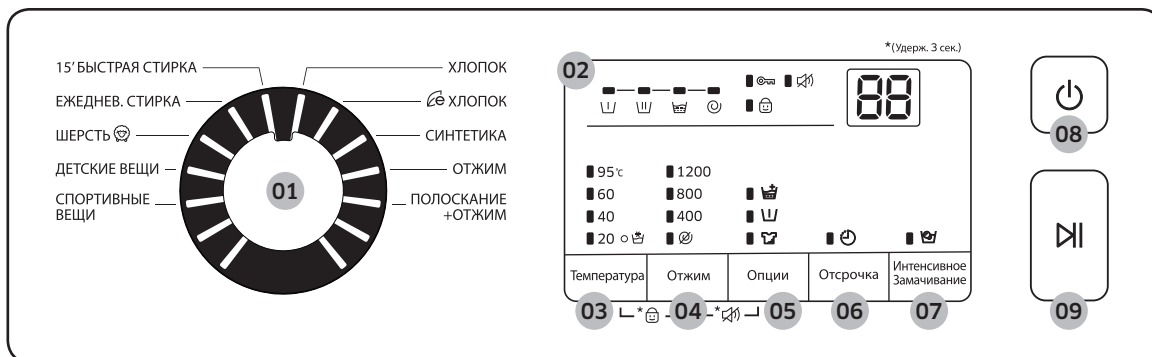 *(Удерж. 3 сек.)
15’ БЫСТРАЯ СТИРКА
ЕЖЕДНЕВ. СТИРКА
ШЕРСТЬ
ДЕТСКИЕ ВЕЩИ
СПОРТИВНЫЕ
ВЕЩИ
01
ХЛОПОК
e ХЛОПОК
СИНТЕТИКА
ОТЖИМ
ПОЛОСКАНИЕ
+ОТЖИМ
02
88
95℃ 1200
60 800
40 400
20
Температура
Отжим
Опции
Отсрочка
Интенсивное
Замачивание
03 * 04 * 05 06 07
08
09